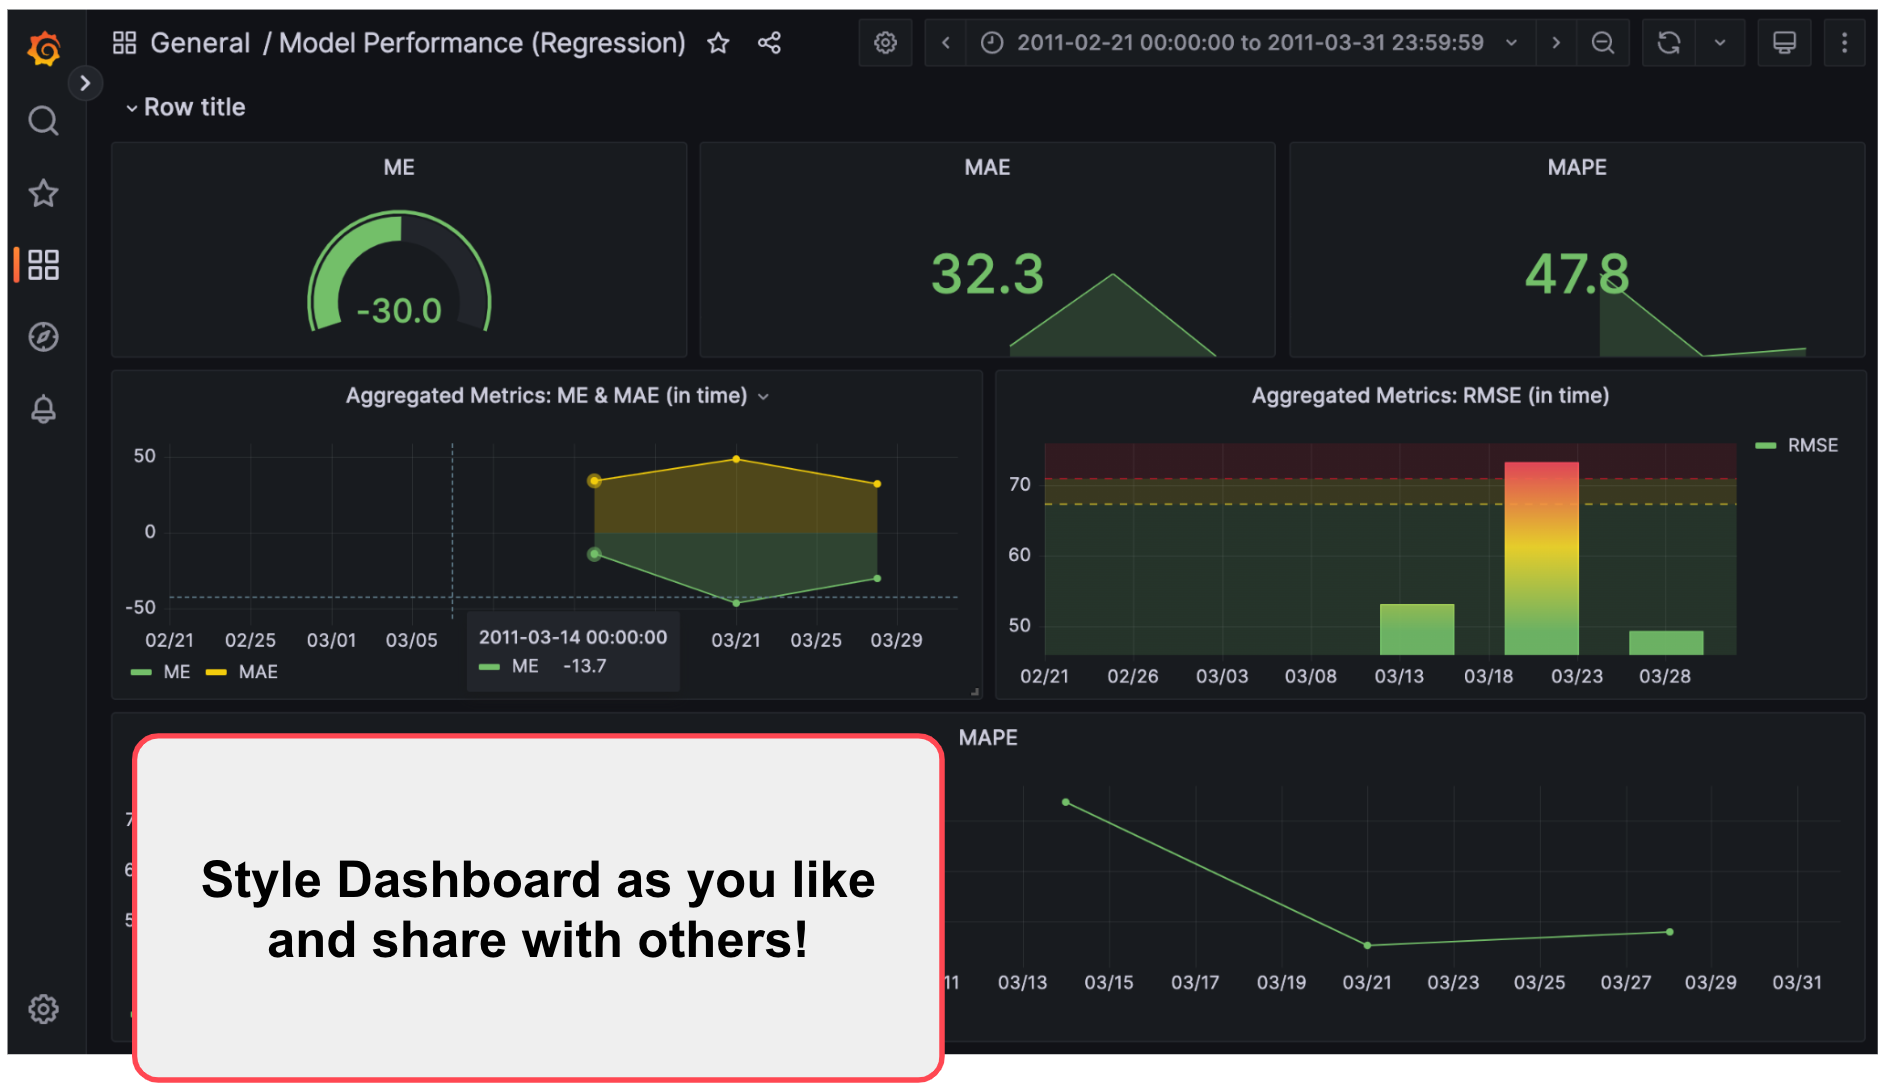 General / Model Performance (Regression)
2011-02-21 00:00:00 to 2011-03-31 23:59:59
Row title
ME
MAE
MAPE
-30.0
32.3
47.8
Aggregated Metrics: ME & MAE (in time)
50
0
-50
02/21 02/25 03/01 03/05 03/21 03/25 03/29
2011-03-14 00:00:00
ME -13.7
ME MAE
Aggregated Metrics: RMSE (in time)
RMSE
70
60
50
02/21 02/26 03/03 03/08 03/13 03/18 03/23 03/28
MAPE
11 03/13 03/15 03/17 03/19 03/21 03/23 03/25 03/27 03/29 03/31
Style Dashboard as you like
and share with others!